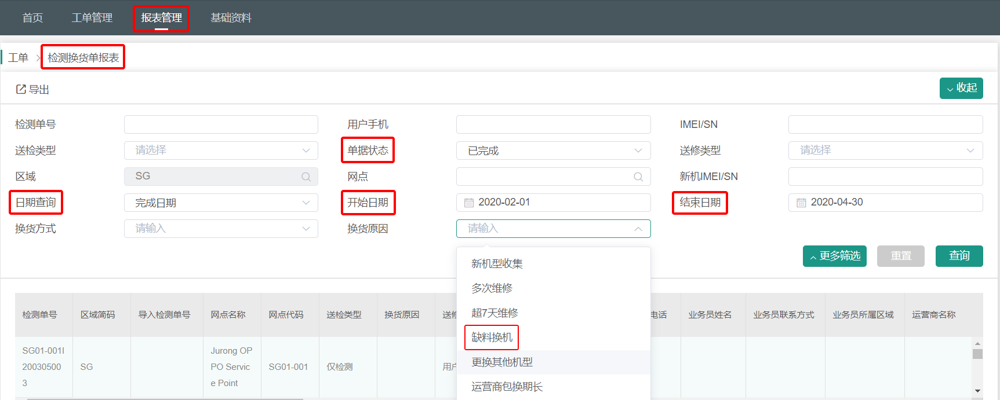 首页 工单管理 报表管理 基础资料
工单 检测换货单报表
导出 收起
检测单号 用户手机 IMEI/SN
送检类型 请选择 单据状态 已完成 送修类型 请选择
区域 SG 网点 新机IMEI/SN
日期查询 完成日期 开始日期 2020-02-01 结束日期 2020-04-30
换货方式 请输入 换货原因 请输入
更多筛选 重置 查询
新机型收集
多次维修
超7天维修
缺料换机
更换其他机型
运营商包换期长
检测单号 区域简码 导入检测单号 网点名称 网点代码 送检类型 换货原因 送修 电话 业务员姓名 业务员联系方式 业务员所属区域 运营商名称
SG01-001I
20030500
3
SG
Jurong OP
PO Servic
e Point
SG01-001
仅检测
用户